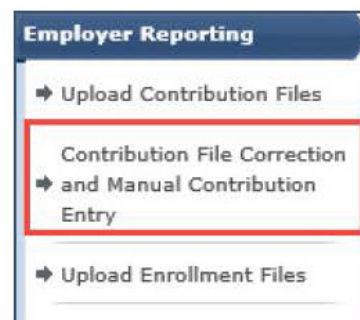 Employer Reporting
Upload Contribution Files
Contribution File Correction
and Manual Contribution
Entry
Upload Enrollment Files